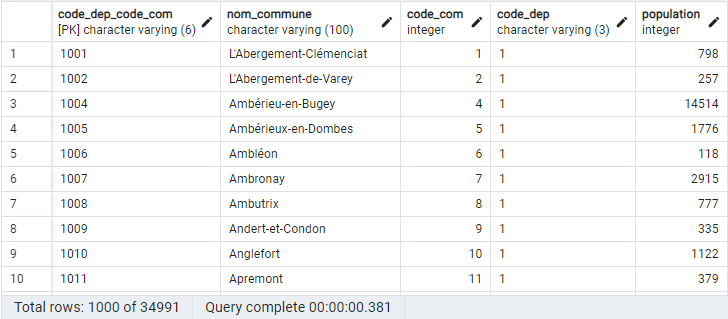 code_dep_code_com nom_commune code_com code_dep population
[PK] character varying (6) character varying (100) integer character varying (3) integer
1 1001 L'Abergement-Clémenciat 1 1 798
2 1002 L'Abergement-de-Varey 2 1 257
3 1004 Ambérieu-en-Bugey 4 1 14514
4 1005 Ambérieux-en-Dombes 5 1 1776
5 1006 Ambléon 6 1 118
6 1007 Ambronay 7 1 2915
7 1008 Ambutrix 8 1 777
8 1009 Andert-et-Condon 9 1 335
9 1010 Anglefort 10 1 1122
10 1011 Apremont 11 1 379
Total rows: 1000 of 34991 Query complete 00:00:00.381